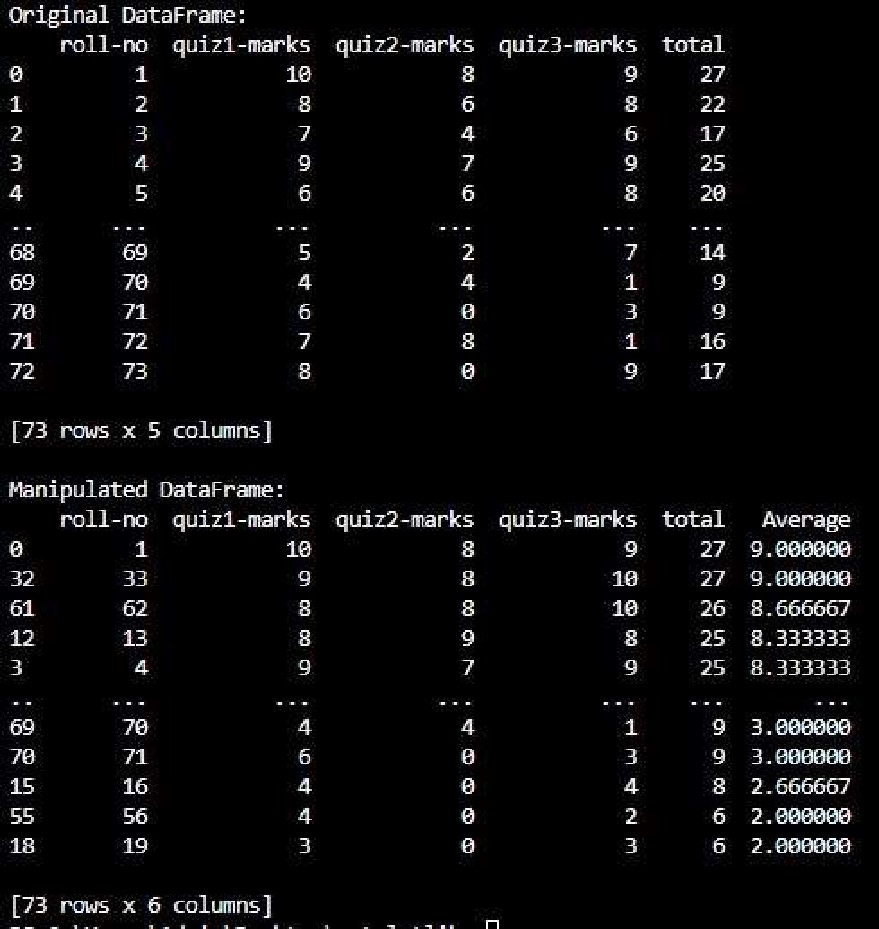 Original DataFrame:
    roll-no  quiz1-marks  quiz2-marks  quiz3-marks  total
0         1           10            8            9     27
1         2            8            6            8     22
2         3            7            4            6     17
3         4            9            7            9     25
4         5            6            6            8     20
..      ...          ...          ...          ...    ...
68       69            5            2            7     14
69       70            4            4            1      9
70       71            6            0            3      9
71       72            7            8            1     16
72       73            8            0            9     17
[73 rows x 5 columns]
Manipulated DataFrame:
    roll-no  quiz1-marks  quiz2-marks  quiz3-marks  total   Average
0         1           10            8            9     27  9.000000
32       33            9            8           10     27  9.000000
61       62            8            8           10     26  8.666667
12       13            8            9            8     25  8.333333
3         4            9            7            9     25  8.333333
..      ...          ...          ...          ...    ...       ...
69       70            4            4            1      9  3.000000
70       71            6            0            3      9  3.000000
15       16            4            0            4      8  2.666667
55       56            4            0            2      6  2.000000
18       19            3            0            3      6  2.000000
[73 rows x 6 columns]